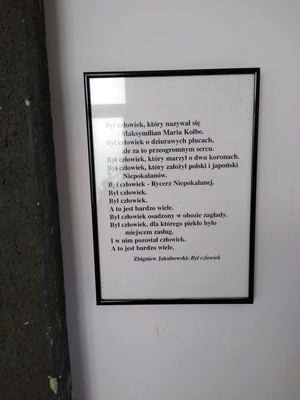 Był człowiek, który nazywał się
Maksymilian Maria Kolbe.
Był człowiek o dziurawych płucach,
ale za to przeogromnym sercu.
Był człowiek, który marzył o dwu koronach.
Był człowiek, który założył polski i japoński
Niepokalanów.
Był człowiek - Rycerz Niepokalanej.
Był człowiek.
Był człowiek.
A to jest bardzo wiele.
Był człowiek osadzony w obozie zagłady.
Był człowiek, dla którego piekło było
miejscem zasług.
I w nim pozostał człowiek.
A to jest bardzo wiele.
Zbigniew Jakubowski: Był człowiek